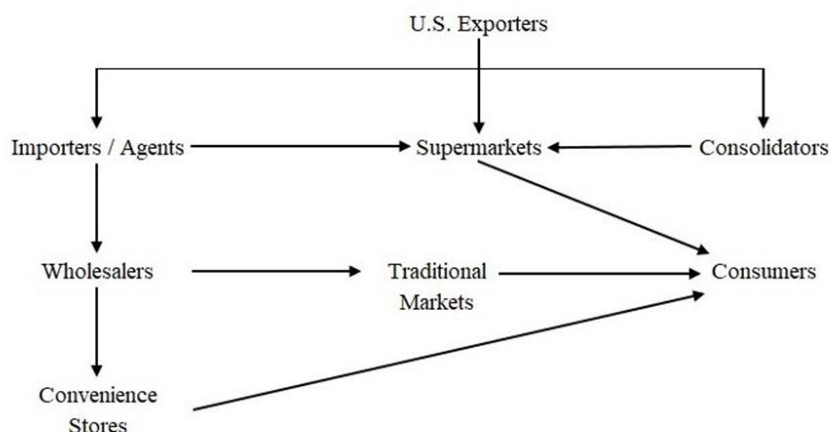 U.S. Exporters
Importers / Agents
Supermarkets
Consolidators
Wholesalers
Traditional
Markets
Consumers
Convenience
Stores